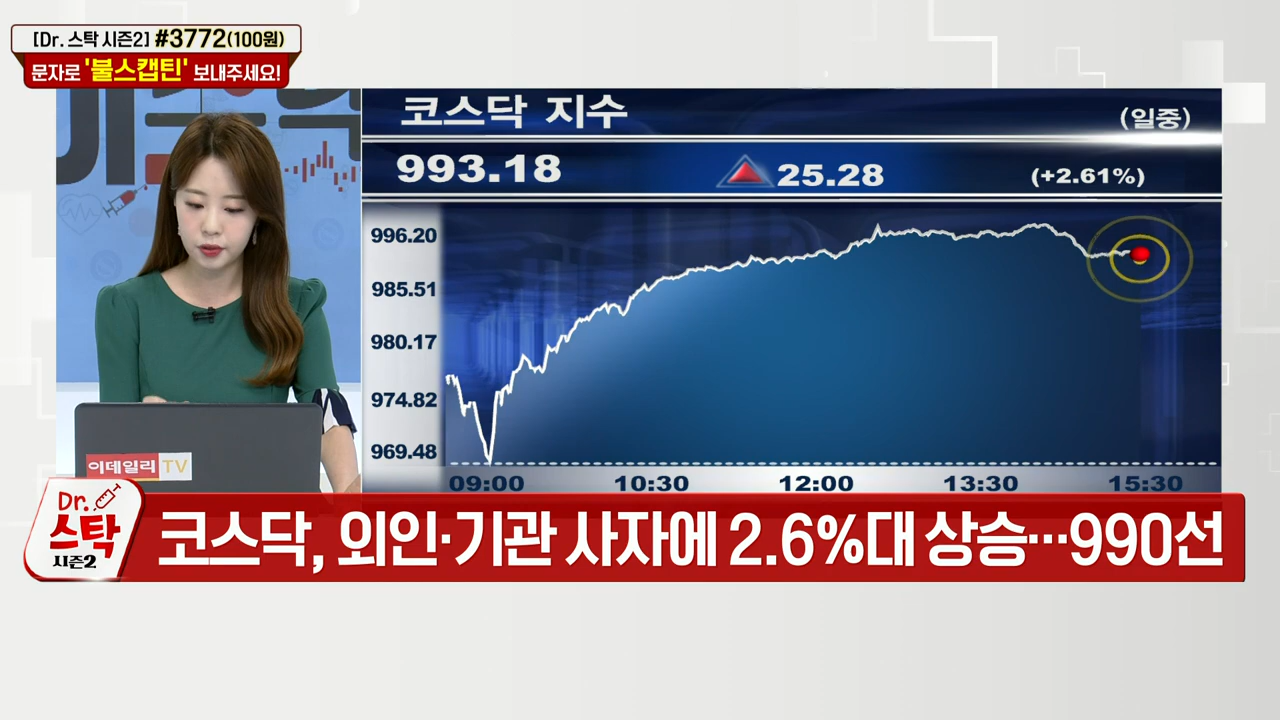 [Dr. 스탁 시즌2] #3772(100원)
문자로 '불스캡틴' 보내주세요!
코스닥 지수
(일중)
993.18
▲ 25.28
(+2.61%)
996.20
985.51
980.17
974.82
969.48
09:00
10:30
12:00
13:30
15:30
이데일리 TV
Dr.
스탁
시즌2
코스닥, 외인·기관 사자에 2.6%대 상승…990선